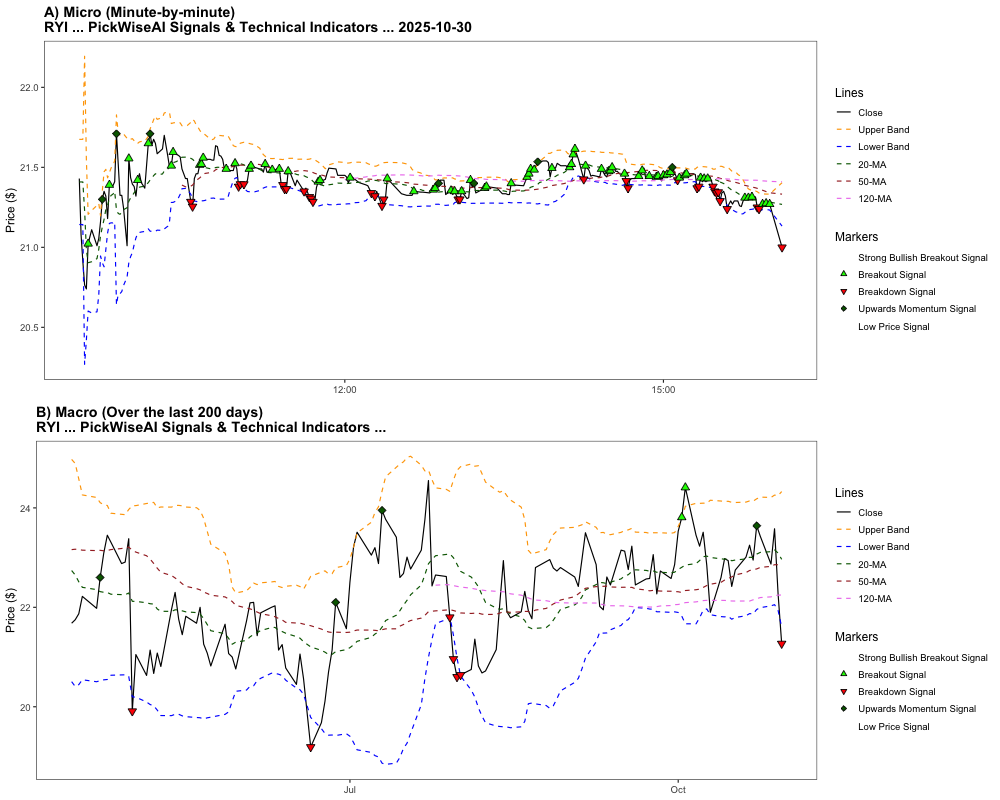 A) Micro (Minute-by-minute)
RYI ... PickWiseAI Signals & Technical Indicators ... 2025-10-30
Price ($)
22.0
21.5
21.0
20.5
12:00
15:00
Lines
Close
Upper Band
Lower Band
20-MA
50-MA
120-MA
Markers
Strong Bullish Breakout Signal
Breakout Signal
Breakdown Signal
Upwards Momentum Signal
Low Price Signal
B) Macro (Over the last 200 days)
RYI ... PickWiseAI Signals & Technical Indicators ...
Price ($)
24
22
20
Jul
Oct
Lines
Close
Upper Band
Lower Band
20-MA
50-MA
120-MA
Markers
Strong Bullish Breakout Signal
Breakout Signal
Breakdown Signal
Upwards Momentum Signal
Low Price Signal